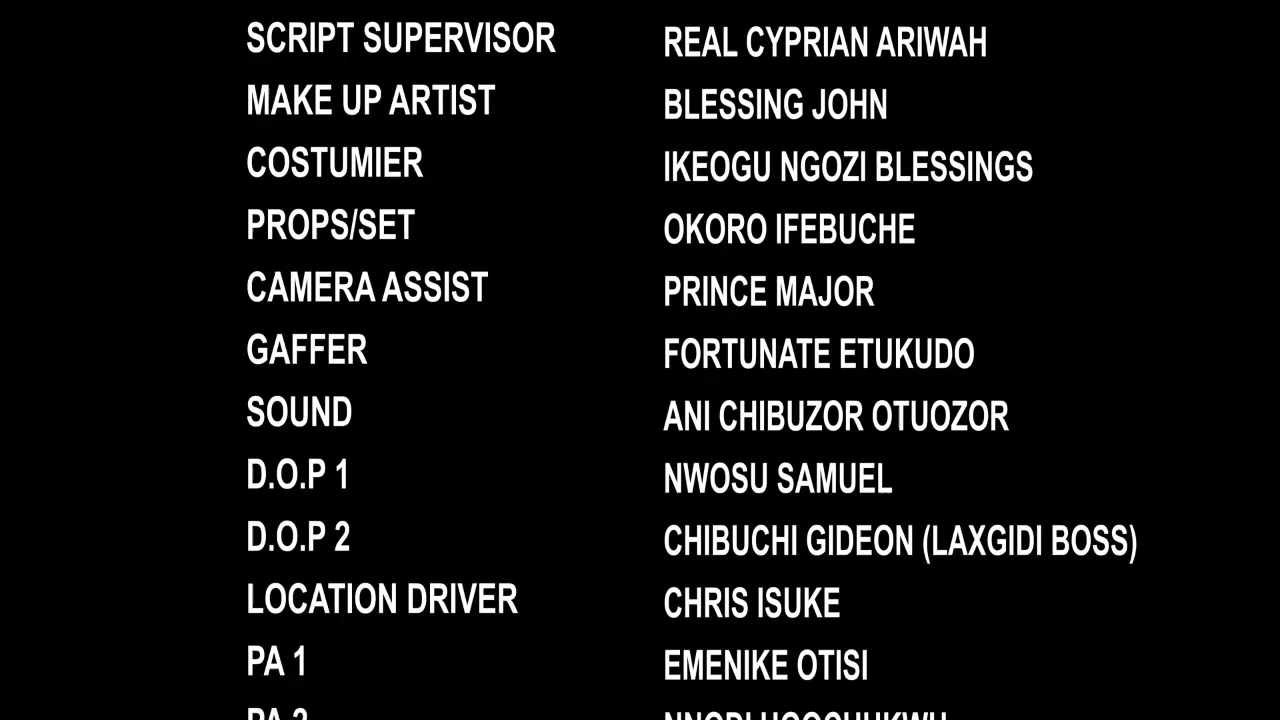 SCRIPT SUPERVISOR REAL CYPRIAN ARIWAH
MAKE UP ARTIST BLESSING JOHN
COSTUMIER IKEOGU NGOZI BLESSINGS
PROPS/SET OKORO IFEBUCHE
CAMERA ASSIST PRINCE MAJOR
GAFFER FORTUNATE ETUKUDO
SOUND ANI CHIBUZOR OTUOZOR
D.O.P 1 NWOSU SAMUEL
D.O.P 2 CHIBUCHI GIDEON (LAXGIDI BOSS)
LOCATION DRIVER CHRIS ISUKE
PA 1 EMENIKE OTISI
PA 2